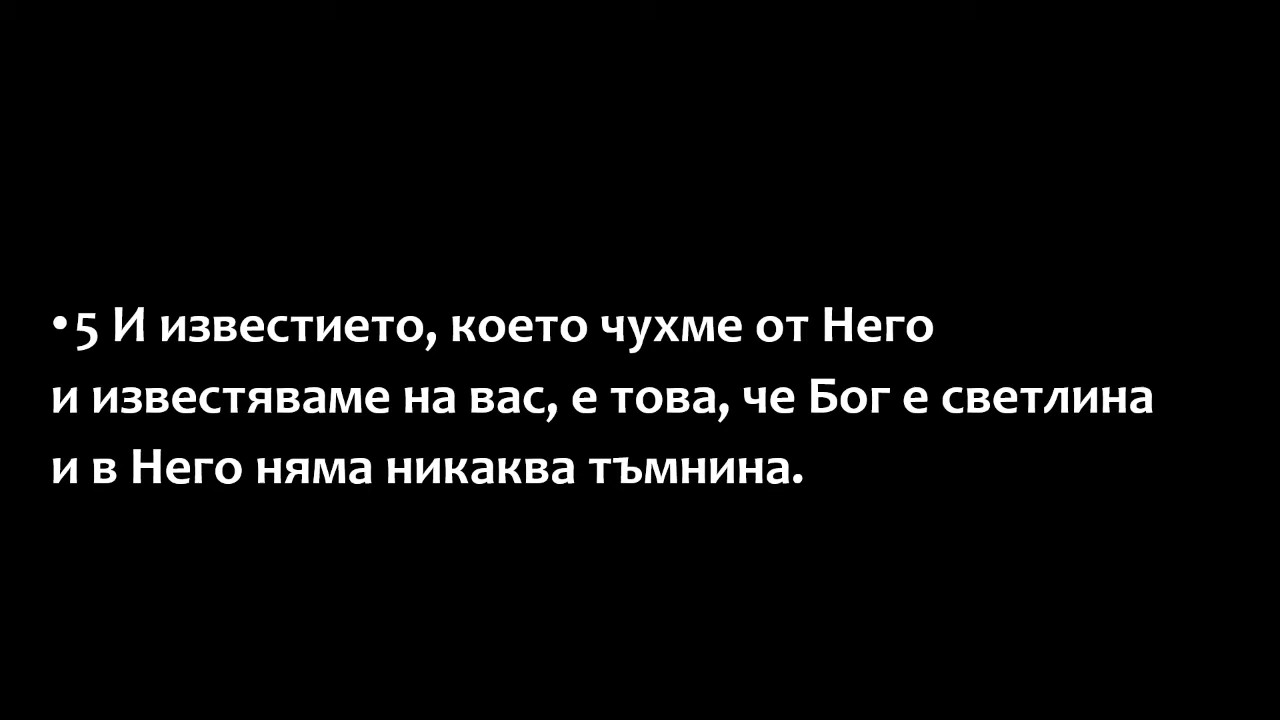 •5 И известието, което чухме от Него
и известяваме на вас, е това, че Бог е светлина
и в Него няма никаква тъмнина.